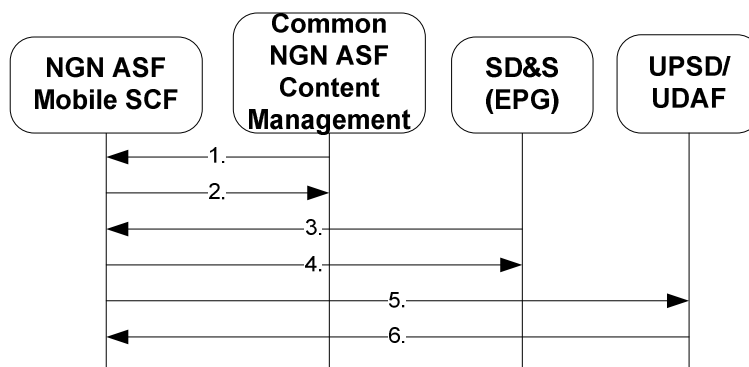 NGN ASF
Mobile SCF
Common
NGN ASF
Content
Management
SD&S
(EPG)
UPSD/
UDAF
1.
2.
3.
4.
5.
6.